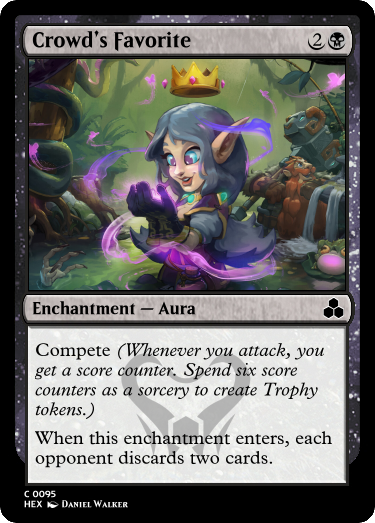 Crowd's Favorite 2
Enchantment — Aura
Compete (Whenever you attack, you
get a score counter. Spend six score
counters as a sorcery to create Trophy
tokens.)
When this enchantment enters, each
opponent discards two cards.
C 0095
HEX Daniel Walker